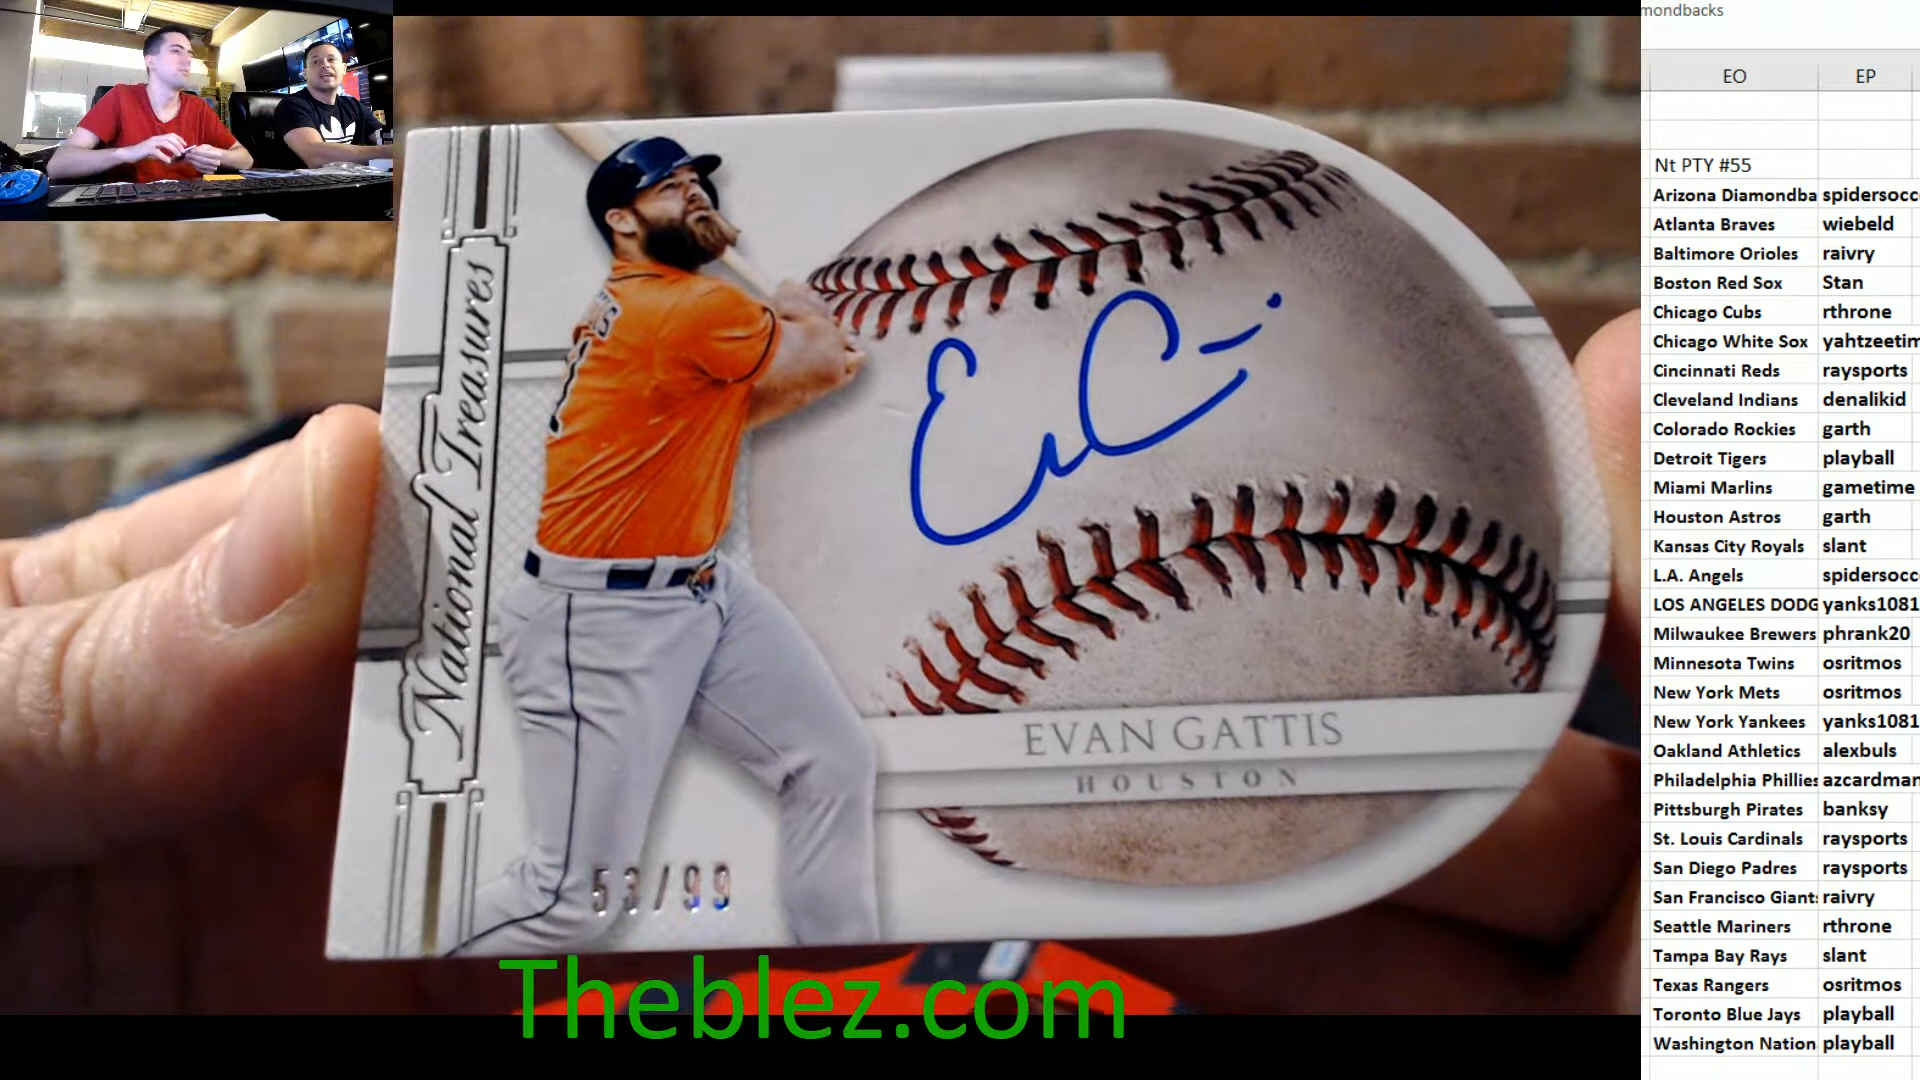 mondbacks
EO EP
Nt PTY #55
Arizona Diamondba spidersocc
Atlanta Braves wiebeld
Baltimore Orioles raivry
Boston Red Sox Stan
Chicago Cubs rthrone
Chicago White Sox yahtzeetim
Cincinnati Reds raysports
Cleveland Indians denalikid
Colorado Rockies garth
Detroit Tigers playball
Miami Marlins gametime
Houston Astros garth
Kansas City Royals slant
L.A. Angels spidersocc
LOS ANGELES DODG yanks1081
Milwaukee Brewers phrank20
Minnesota Twins osritmos
New York Mets osritmos
New York Yankees yanks1081
Oakland Athletics alexbuls
Philadelphia Phillies azcardman
Pittsburgh Pirates banksy
St. Louis Cardinals raysports
San Diego Padres raysports
San Francisco Giants raivry
Seattle Mariners rthrone
Tampa Bay Rays slant
Texas Rangers osritmos
Toronto Blue Jays playball
Washington Nation playball
National Treasures
EVAN GATTIS
HOUSTON
53/99
Theblez.com